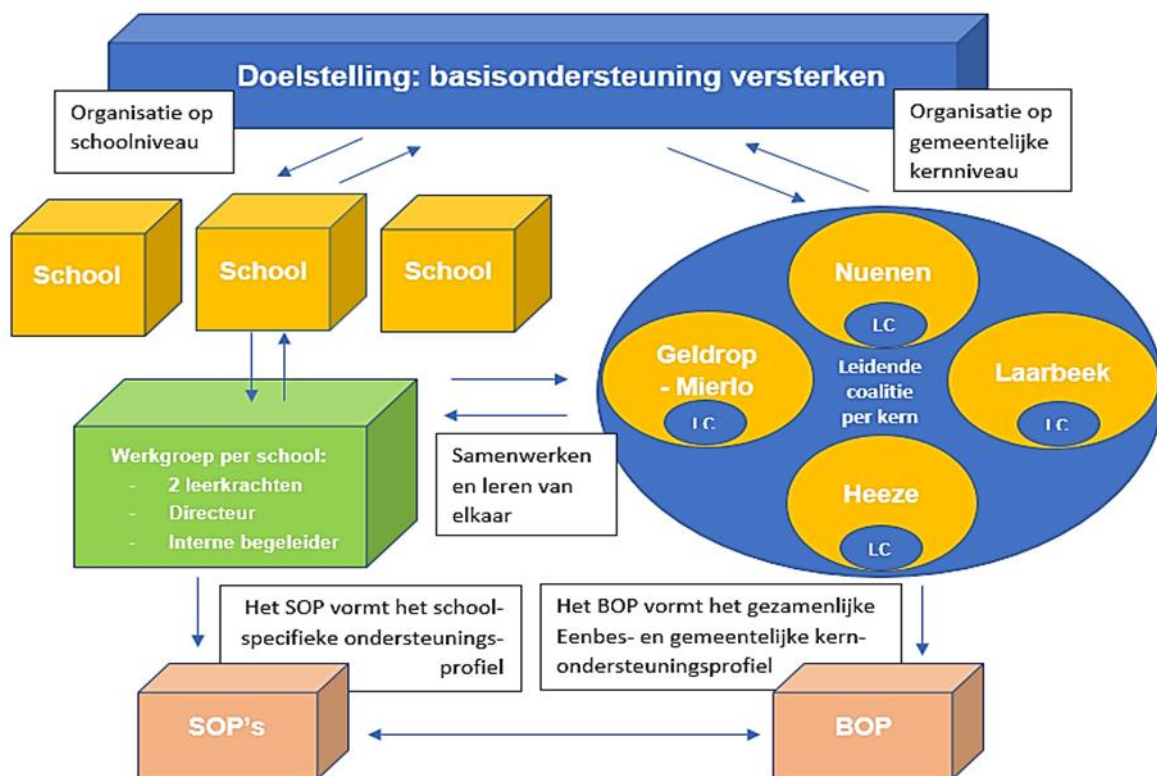 Doelstelling: basisondersteuning versterken
Organisatie op
schoolniveau
Organisatie op
gemeentelijke
kernniveau
School
School
School
Nuenen
LC
Geldrop
- Mierlo
LC
Leidende
coalitie
per kern
Laarbeek
LC
Heeze
LC
Werkgroep per school:
- 2 leerkrachten
- Directeur
- Interne begeleider
Samenwerken
en leren van
elkaar
Het SOP vormt het school-
specifieke ondersteunings-
profiel
Het BOP vormt het gezamenlijke
Eenbes- en gemeentelijke kern-
ondersteuningsprofiel
SOP's
BOP